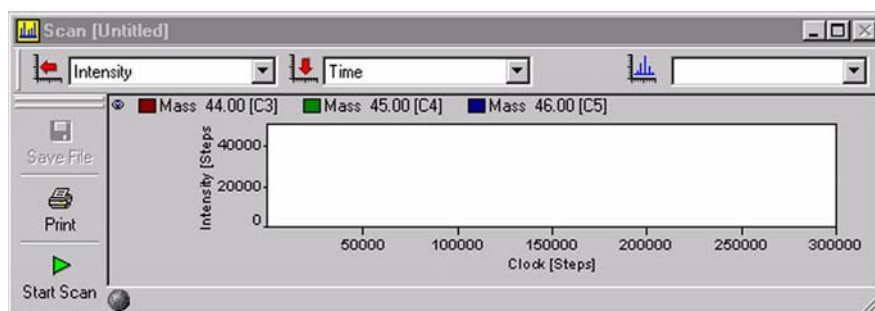 Scan [Untitled]
Intensity Time
Mass 44.00 [C3] Mass 45.00 [C4] Mass 46.00 [C5]
Save File
Print
Start Scan
Intensity [Steps
40000
20000
0
50000 100000 150000 200000 250000 300000
Clock [Steps]